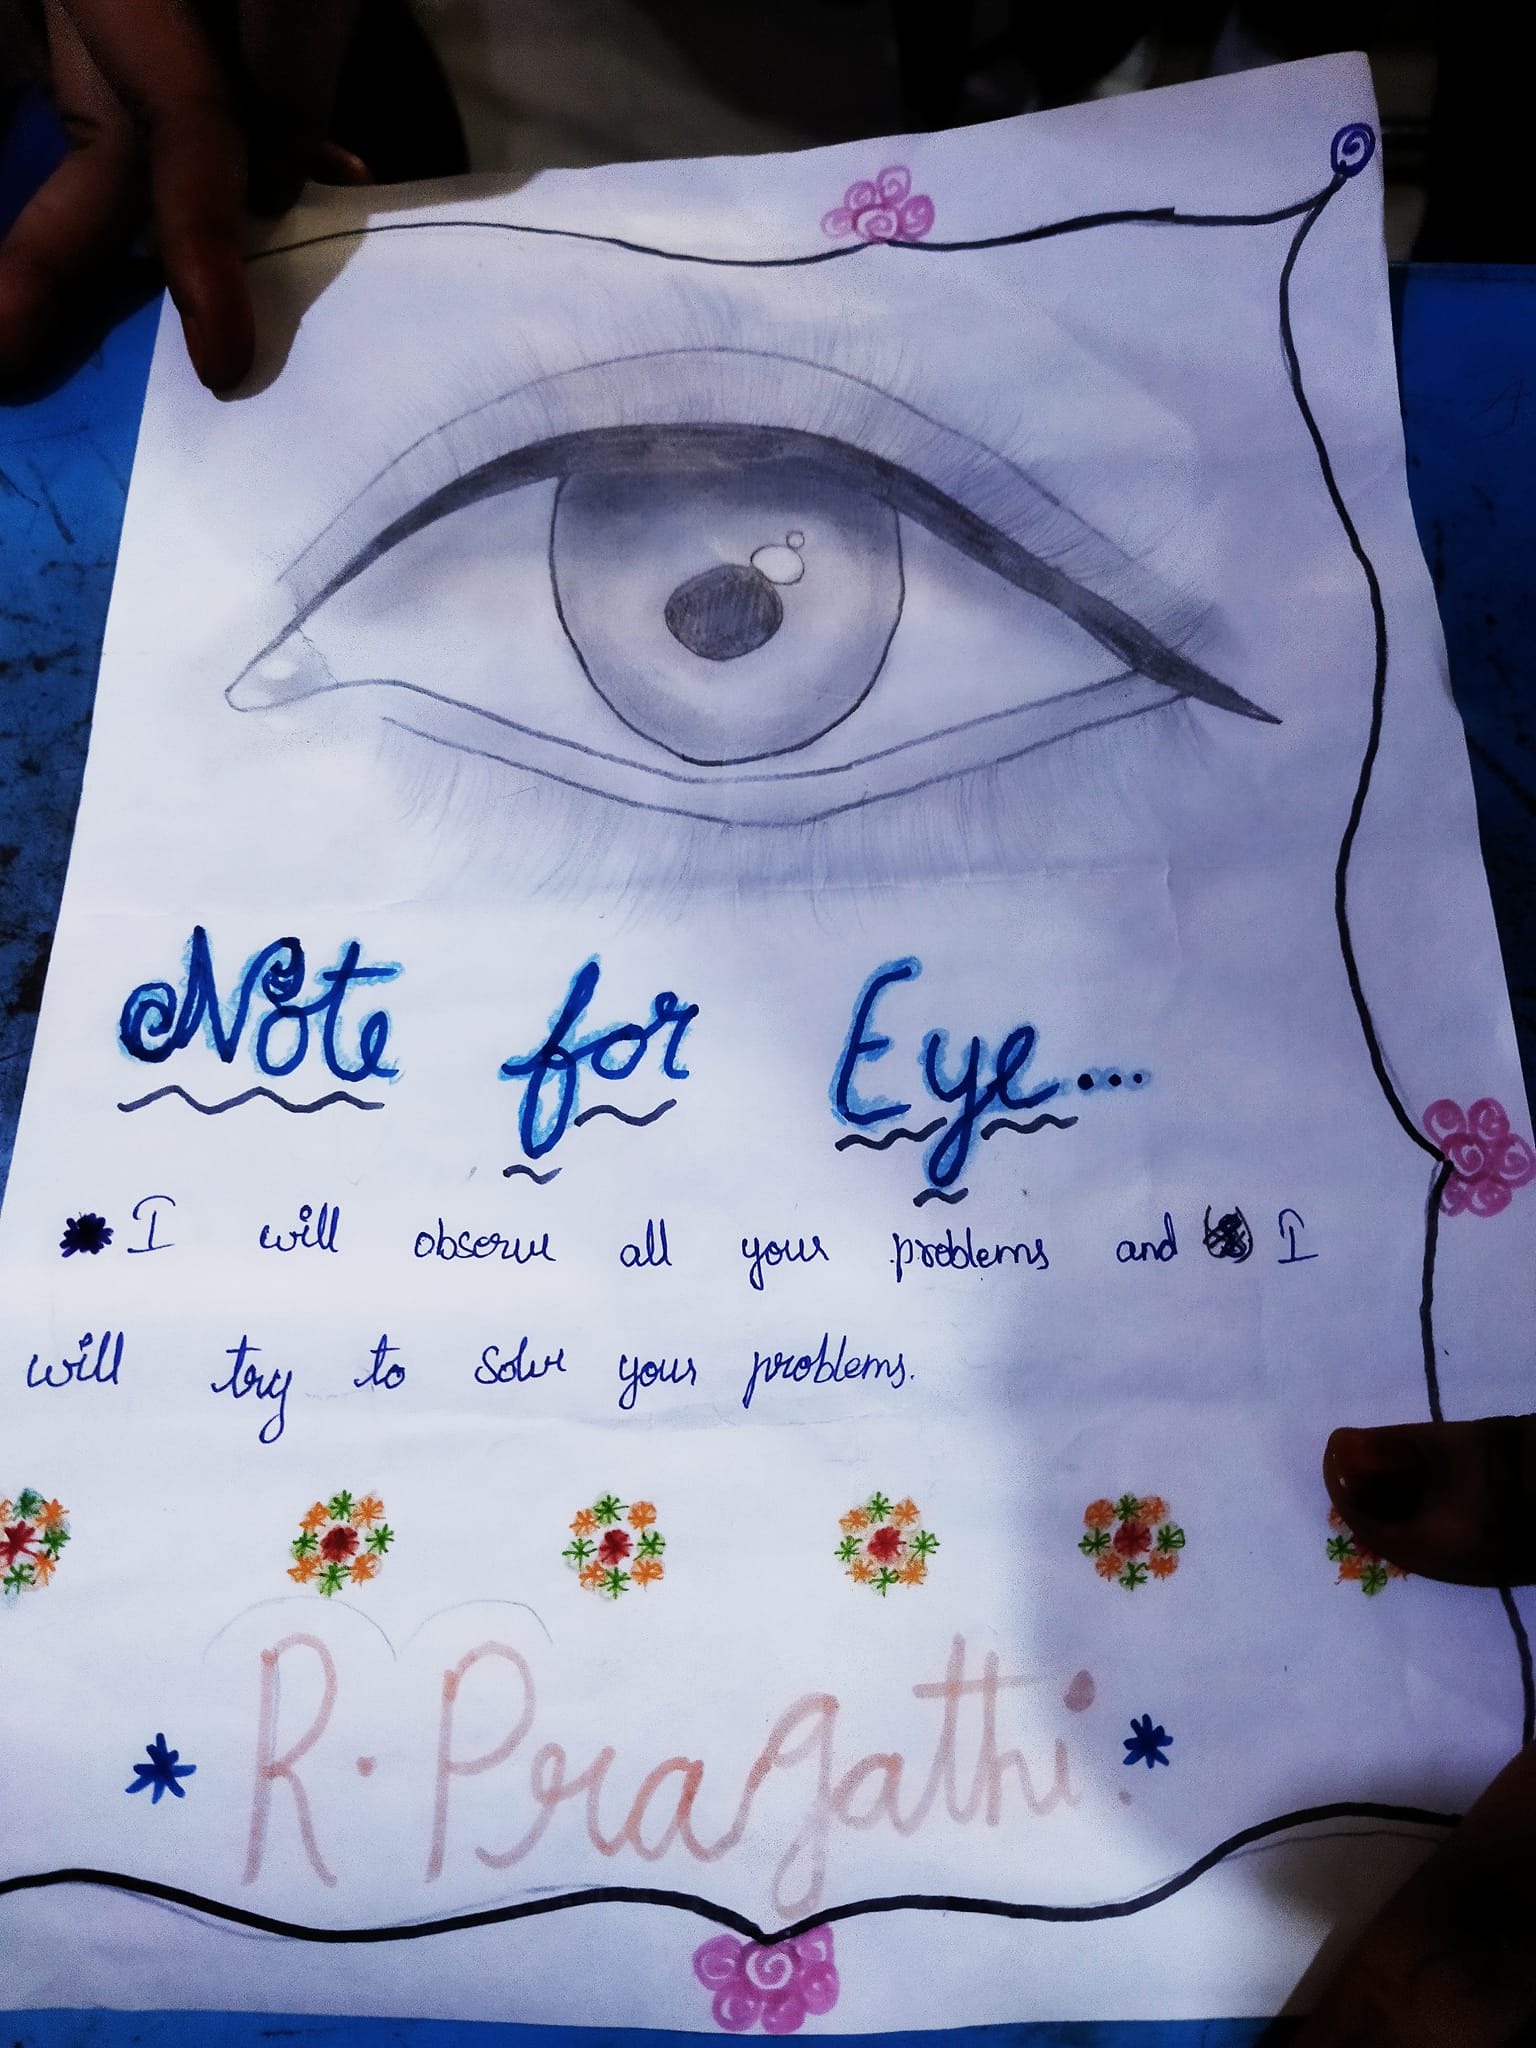 Note for Eye...
I will observe all your problems and I
will try to solve your problems.
R. Pragathi.